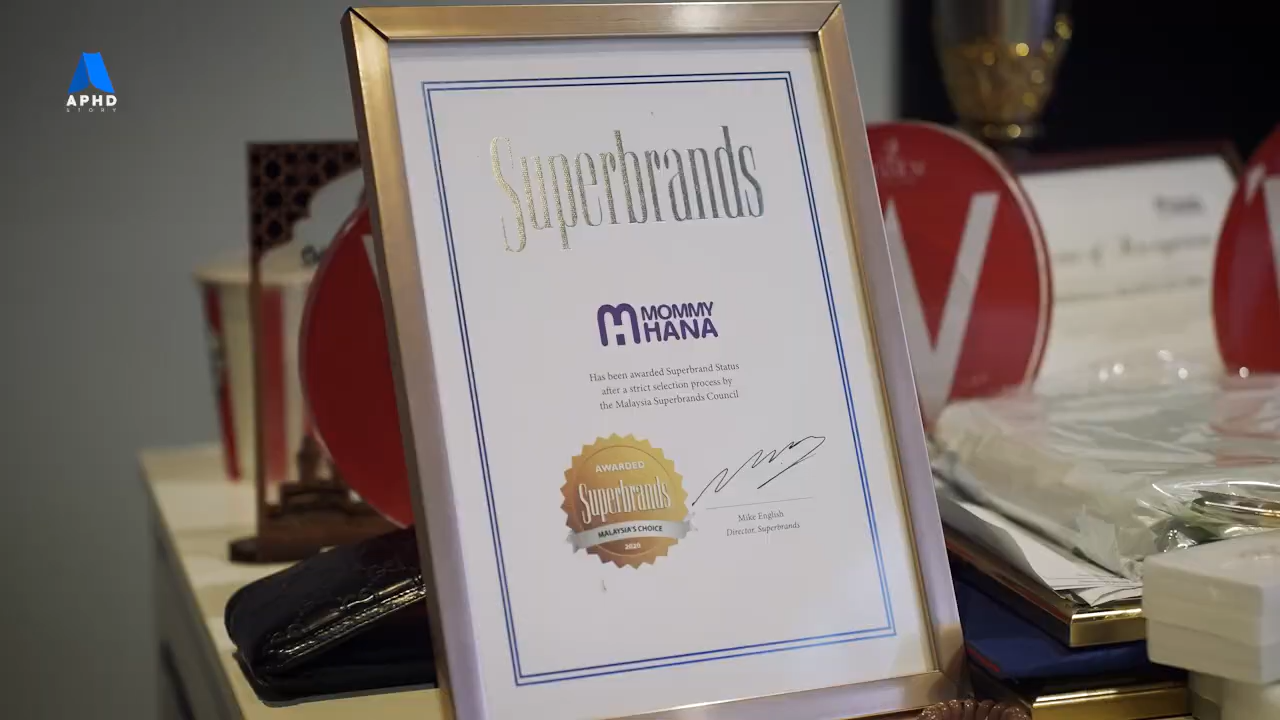 APHD
STORY
Superbrands
MOMMY
HANA
Has been awarded Superbrand Status
after a strict selection process by
the Malaysia Superbrands Council
AWARDED
Superbrands
MALAYSIA'S CHOICE
2020
Mike English
Director, Superbrands